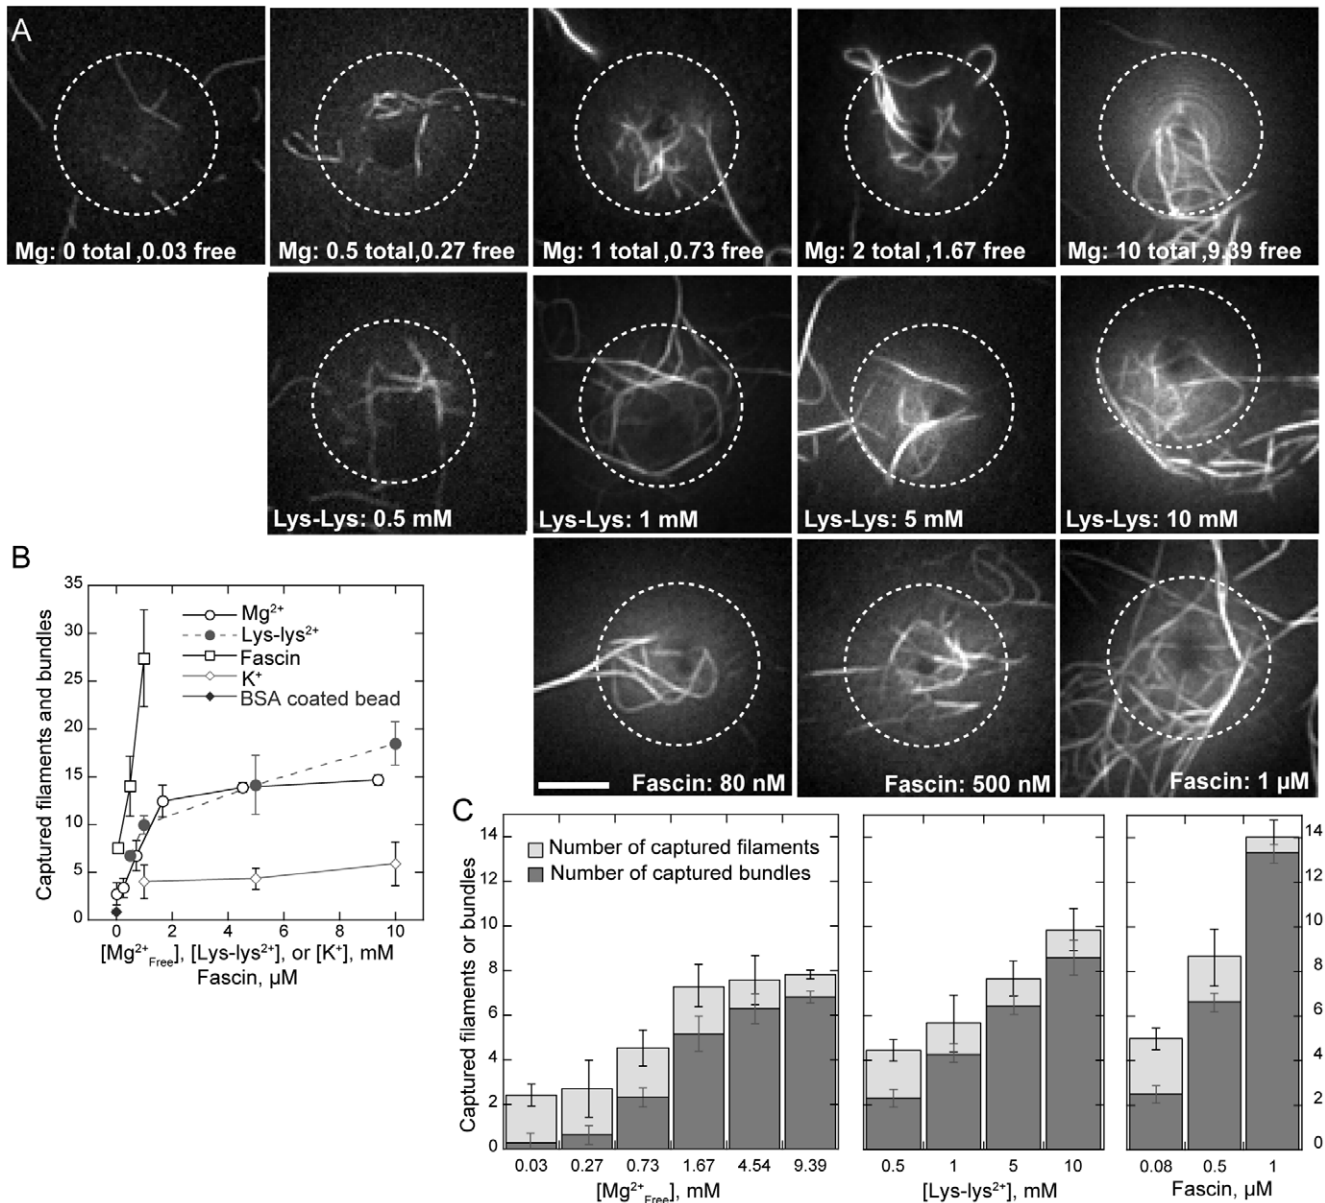 A
Mg: 0 total ,0.03 free
Mg: 0.5 total,0.27 free
Mg: 1 total ,0.73 free
Mg: 2 total ,1.67 free
Mg: 10 total ,9.39 free
Lys-Lys: 0.5 mM
Lys-Lys: 1 mM
Lys-Lys: 5 mM
Lys-Lys: 10 mM
Fascin: 80 nM
Fascin: 500 nM
Fascin: 1 µM
B
Captured filaments and bundles
35
30
25
20
15
10
5
0
Mg2+
Lys-lys2+
Fascin
K+
BSA coated bead
0 2 4 6 8 10
[Mg2+Free], [Lys-lys2+], or [K+], mM
Fascin, µM
C
Captured filaments or bundles
14
12
10
8
6
4
2
0
Number of captured filaments
Number of captured bundles
0.03 0.27 0.73 1.67 4.54 9.39
[Mg2+Free], mM
0.5 1 5 10
[Lys-lys2+], mM
14
12
10
8
6
4
2
0
0.08 0.5 1
Fascin, µM